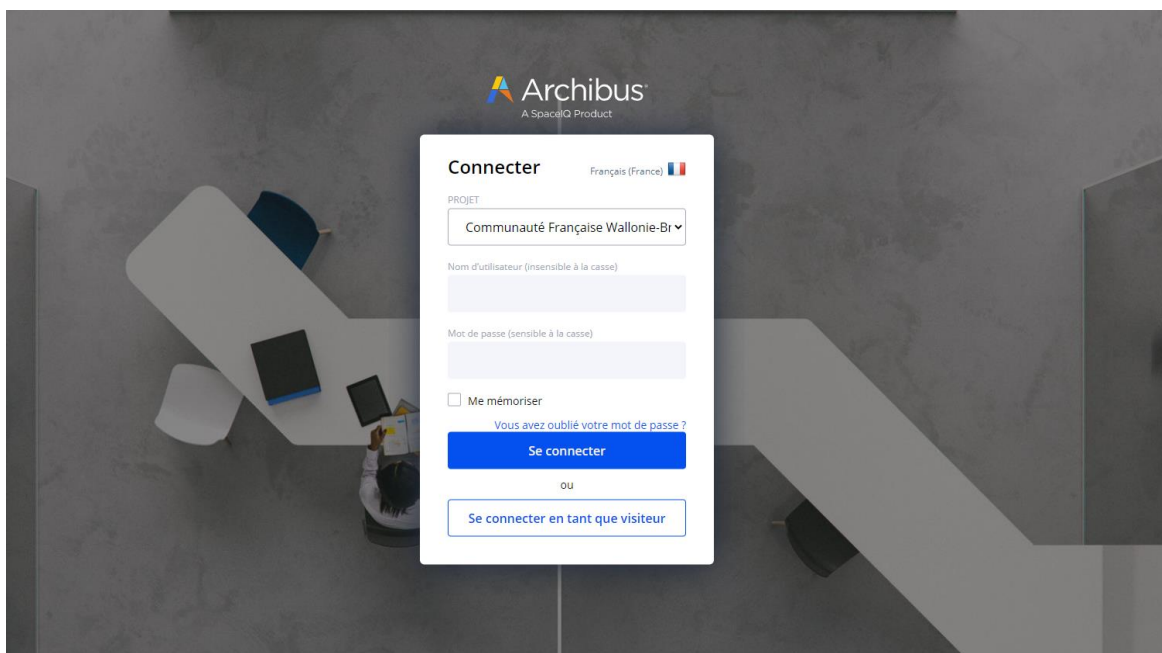 Archibus®
A SpaceIQ Product
Connecter
Français (France)
PROJET
Communauté Française Wallonie-Br
Nom d'utilisateur (insensible à la casse)
Mot de passe (sensible à la casse)
Me mémoriser
Vous avez oublié votre mot de passe ?
Se connecter
ou
Se connecter en tant que visiteur